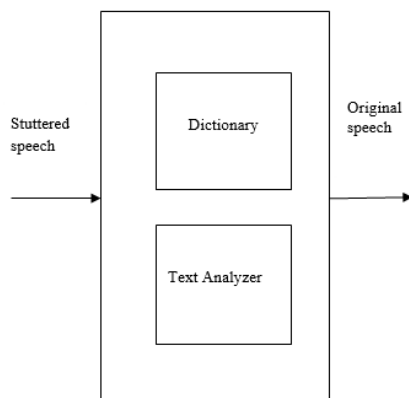 Stuttered
speech
Dictionary
Original
speech
Text Analyzer